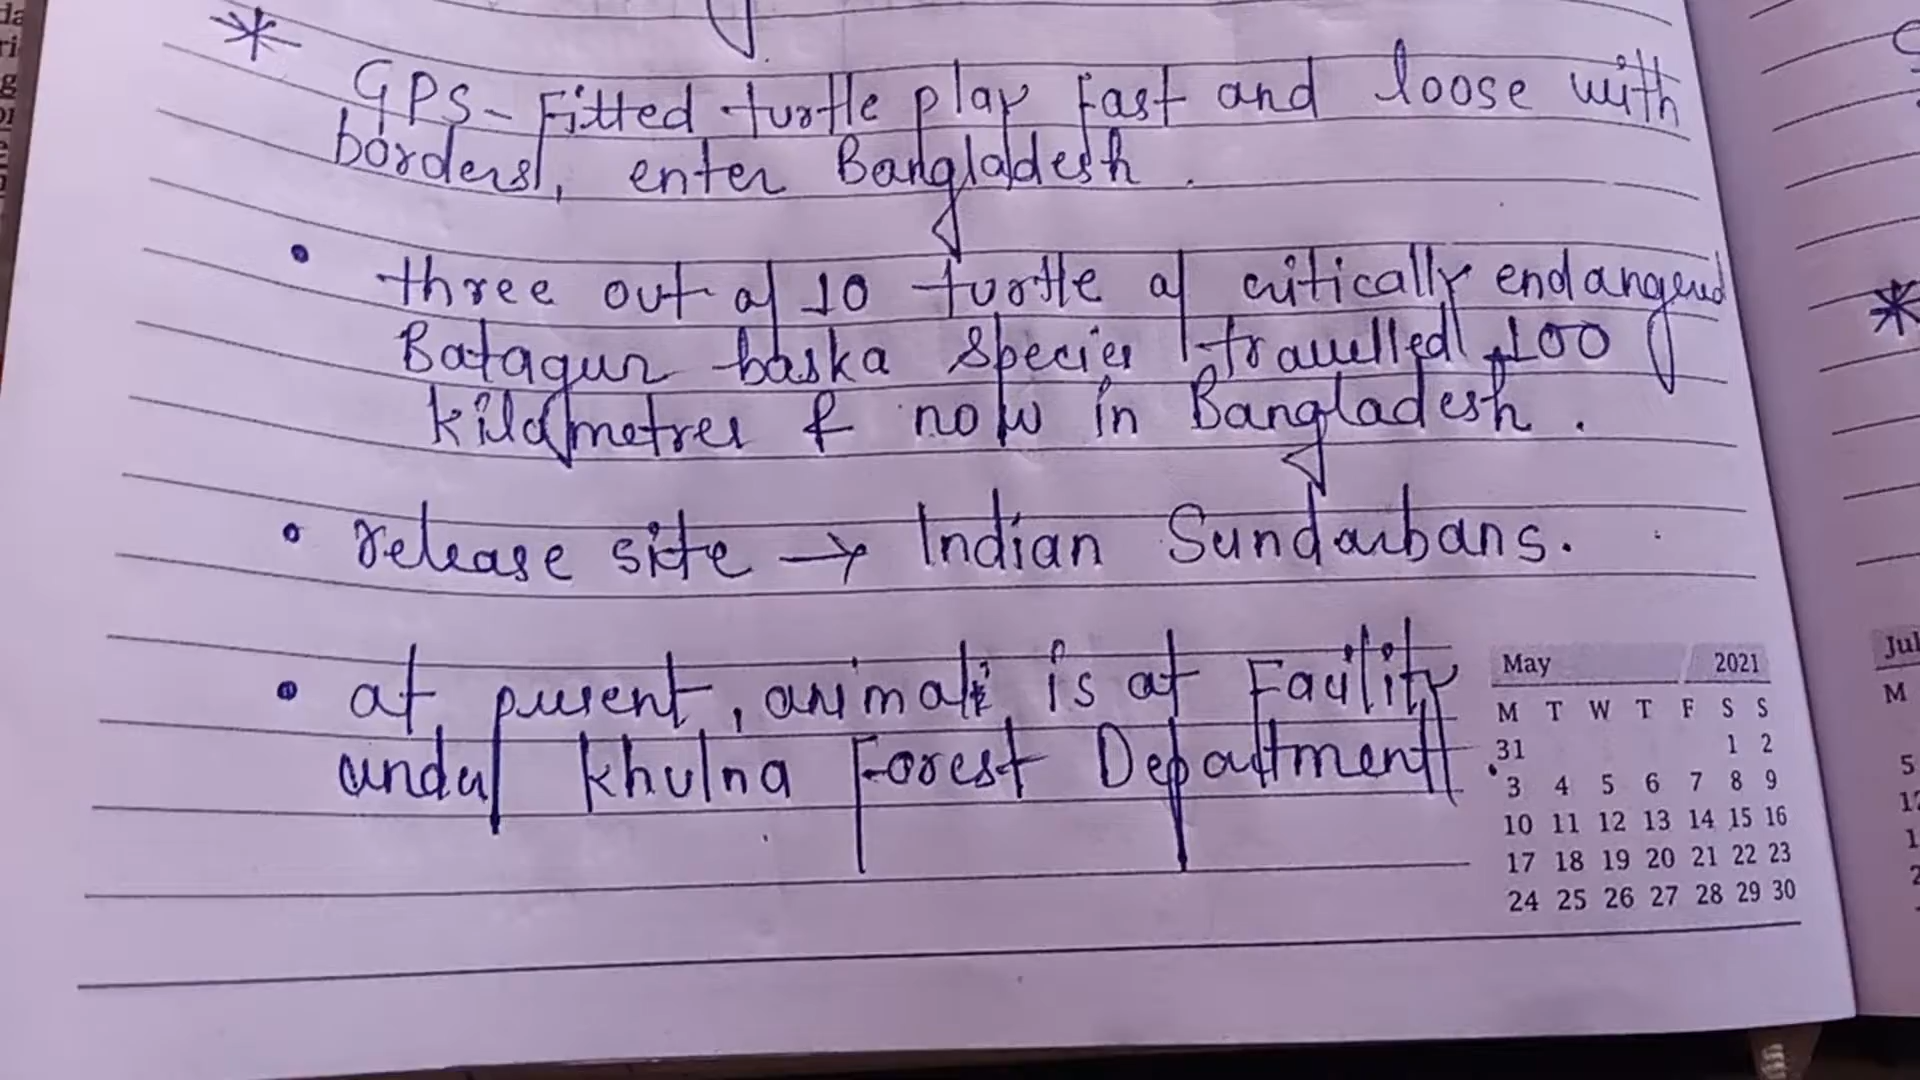 * GPS-Fitted turtle play fast and loose with
borders, enter Bangladesh.
• three out of 10 turtle of critically endangered
Batagur baska species travelled 100
kilometres & now in Bangladesh.
• release site → Indian Sundarbans.
• at present, animal is at Facility
under Khulna Forest Department.
May 2021
M T W T F S S
31 1 2
3 4 5 6 7 8 9
10 11 12 13 14 15 16
17 18 19 20 21 22 23
24 25 26 27 28 29 30
*
Jul
M
5